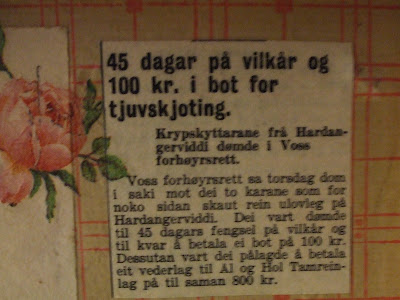 45 dagar på vilkår og
100 kr. i bot for
tjuvskjoting.
Krypskyttarane frå Hardan-
gerviddi dømde i Voss
forhøyrsrett.
Voss forhøyrsrett sa torsdag dom
i saki mot dei to karane som for
noko sidan skaut rein ulovleg på
Hardangerviddi. Dei vart dømde
til 45 dagars fengsel på vilkår og
til kvar å betala ei bot på 100 kr.
Dessutan vart dei pålagde å betala
eit vederlag til Al og Hol Tamrein-
lag på til saman 800 kr.